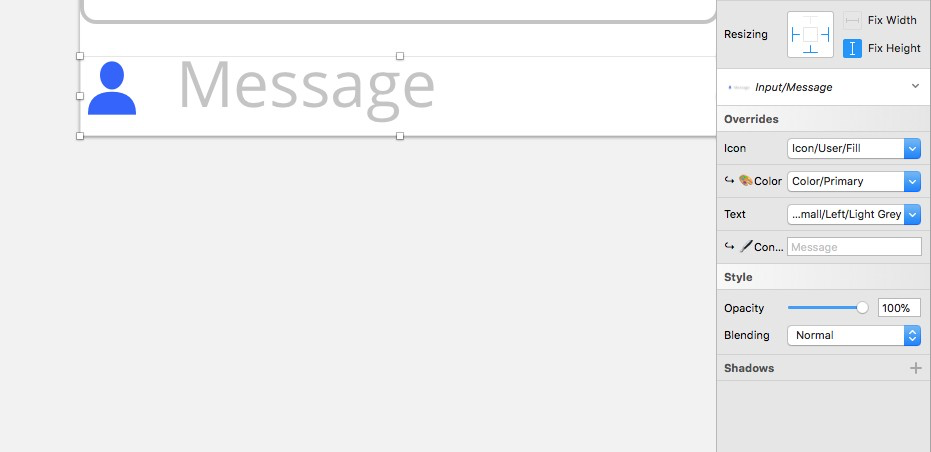 Message
Resizing
Fix Width
Fix Height
Input/Message
Overrides
Icon Icon/User/Fill
↪ 🎨Color Color/Primary
Text ...mall/Left/Light Grey
↪ 🖋Con... Message
Style
Opacity 100%
Blending Normal
Shadows +